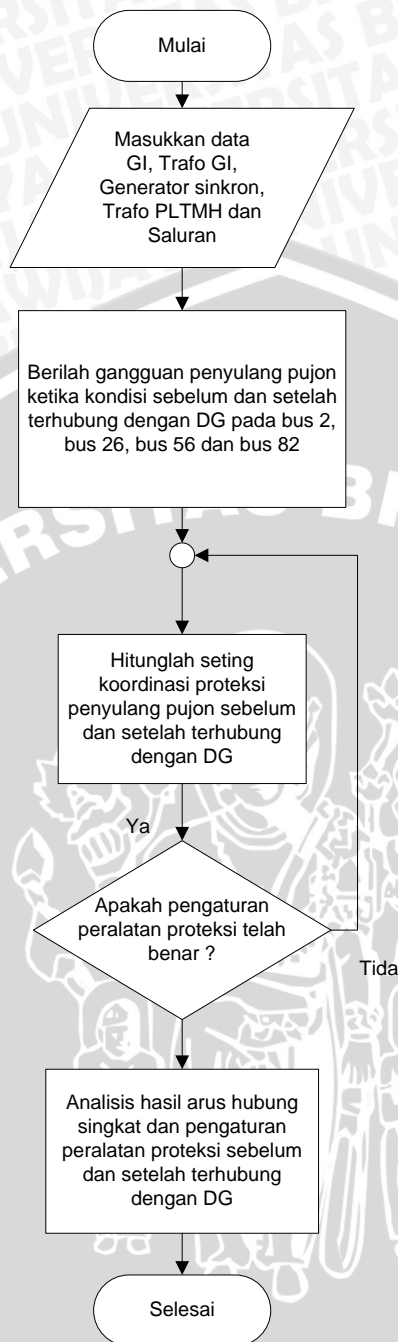 Mulai
Masukkan data
GI, Trafo GI,
Generator sinkron,
Trafo PLTMH dan
Saluran
Berilah gangguan penyulang pujon
ketika kondisi sebelum dan setelah
terhubung dengan DG pada bus 2,
bus 26, bus 56 dan bus 82
Hitunglah seting
koordinasi proteksi
penyulang pujon sebelum
dan setelah terhubung
dengan DG
Ya
Apakah pengaturan
peralatan proteksi telah
benar ?
Tida
Analisis hasil arus hubung
singkat dan pengaturan
peralatan proteksi sebelum
dan setelah terhubung
dengan DG
Selesai